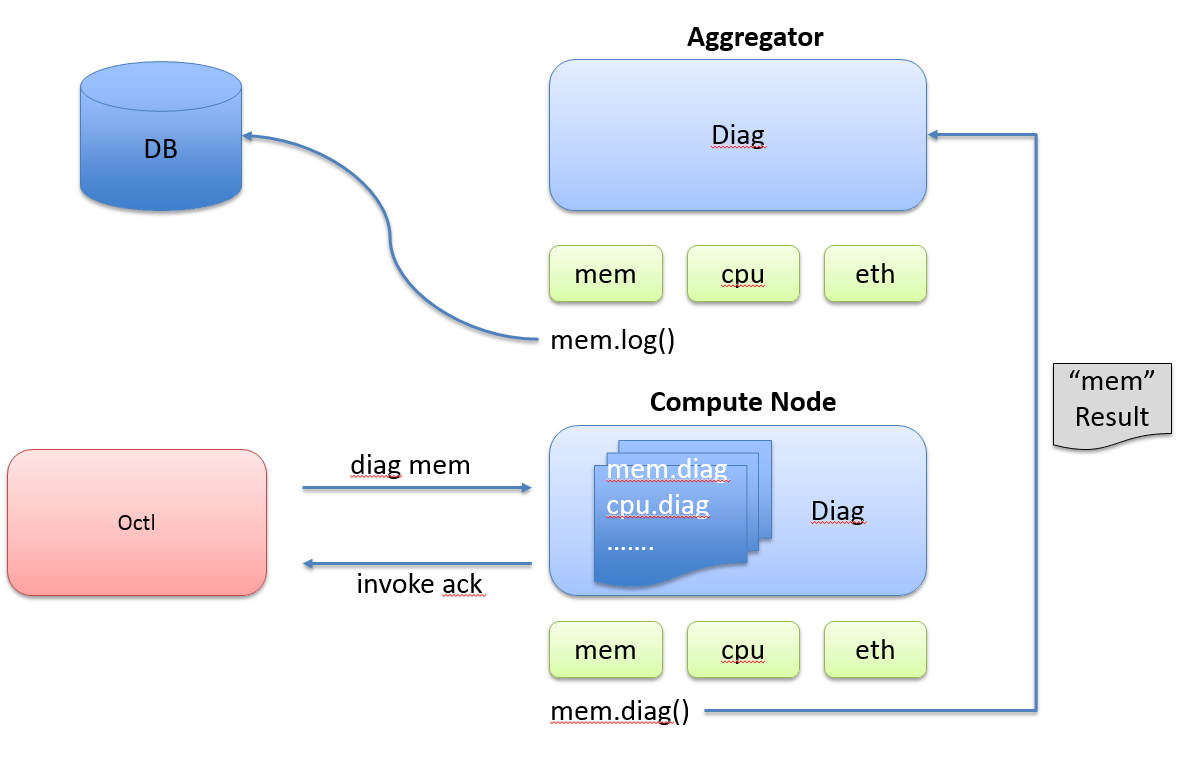 Aggregator
DB
Diag
mem
cpu
eth
mem.log()
“mem”
Result
Compute Node
diag mem
mem.diag
cpu.diag
.......
Diag
Octl
invoke ack
mem
cpu
eth
mem.diag()